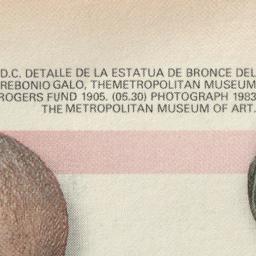 D.C. DETALLE DE LA ESTATUA DE BRONCE DEL
REBONIO GALO, THEMETROPOLITAN MUSEUM
ROGERS FUND 1905. (05.30) PHOTOGRAPH 1983
THE METROPOLITAN MUSEUM OF ART.